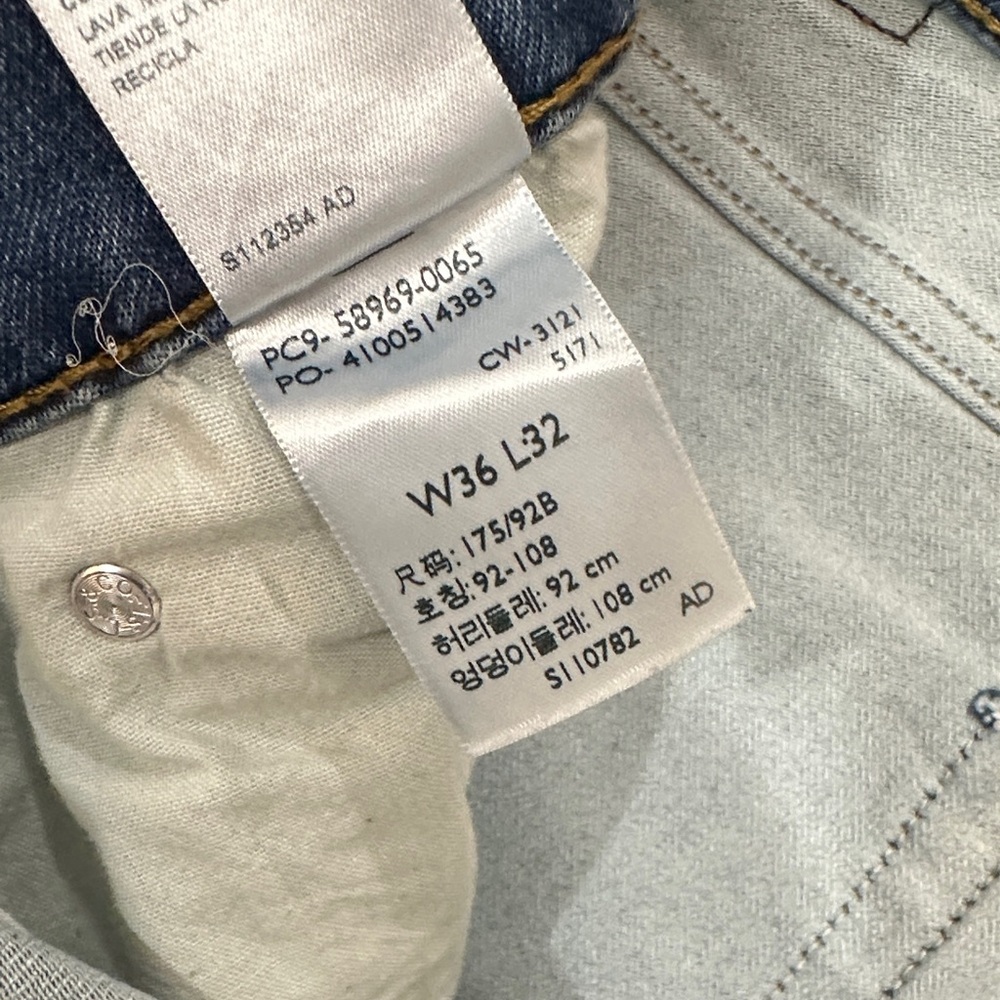 LAVA
TIENDE LA
RECICLA
S112354 AD
PC9- 58969-0065
PO- 4100514383
CW- 3121
5171
W36 L32
尺码: 175/92B
호칭: 92-108
허리둘레: 92 cm
엉덩이둘레: 108 cm
S110782 AD